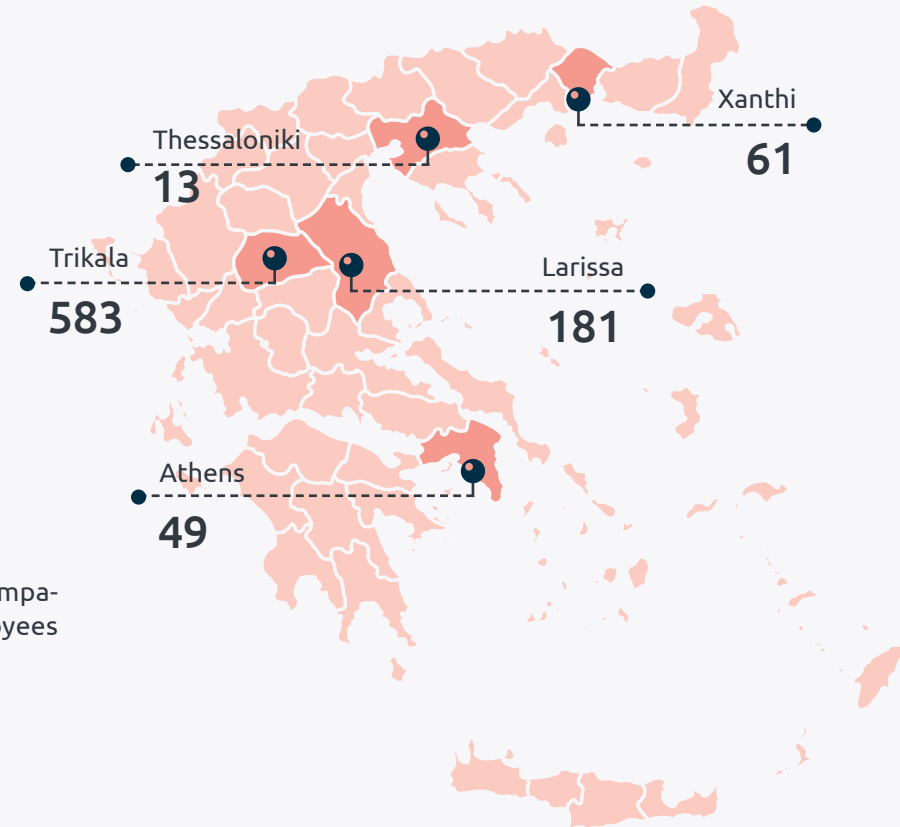 Xanthi
61
Thessaloniki
13
Trikala
583
Larissa
181
Athens
49
mpa-
yees